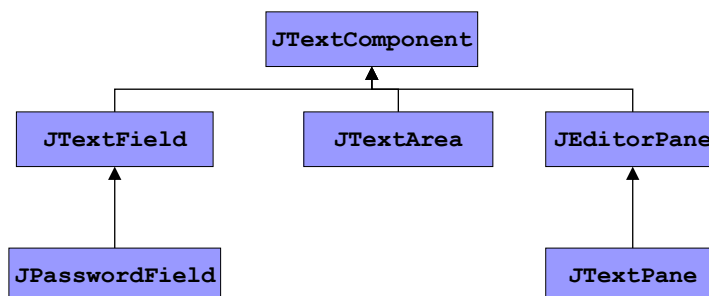 JTextComponent
JTextField
JTextArea
JEditorPane
JPasswordField
JTextPane